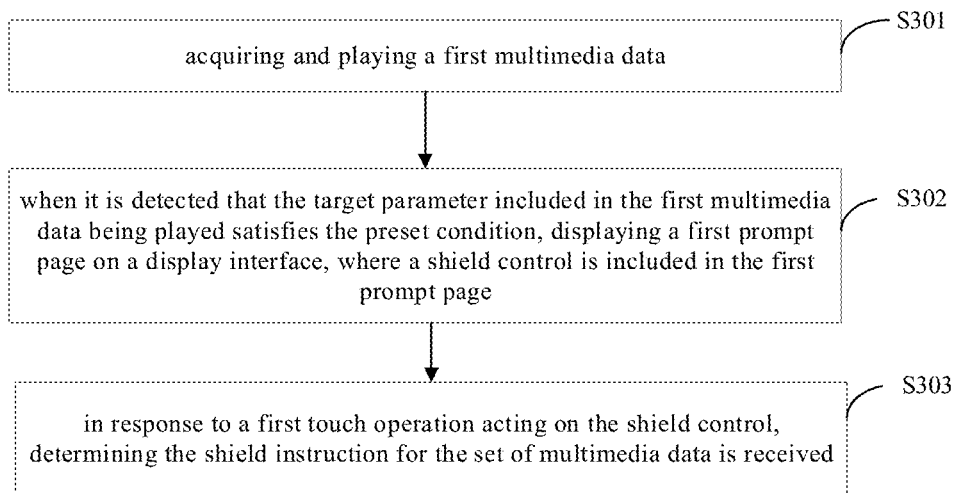 S301
acquiring and playing a first multimedia data
S302
when it is detected that the target parameter included in the first multimedia
data being played satisfies the preset condition, displaying a first prompt
page on a display interface, where a shield control is included in the first
prompt page
S303
in response to a first touch operation acting on the shield control,
determining the shield instruction for the set of multimedia data is received